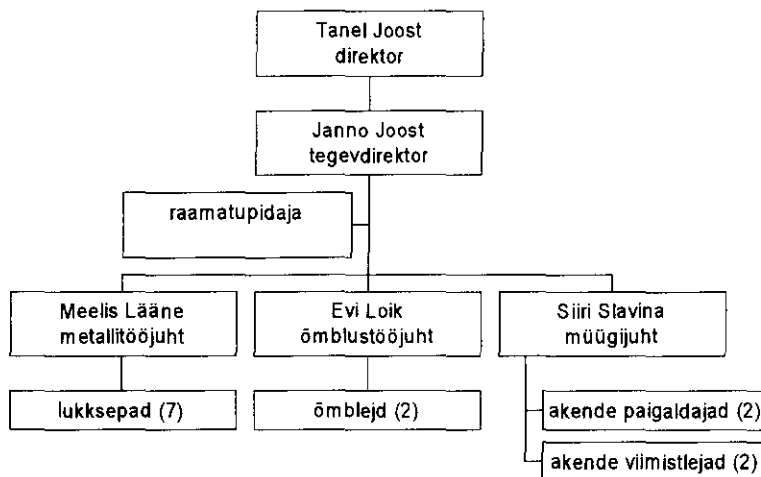 Tanel Joost
direktor
Janno Joost
tegevdirektor
raamatupidaja
Meelis Lääne
metallitööjuht
Evi Loik
õmblustööjuht
Siiri Slavina
müügijuht
lukksepad (7)
õmblejd (2)
akende paigaldajad (2)
akende viimistlejad (2)